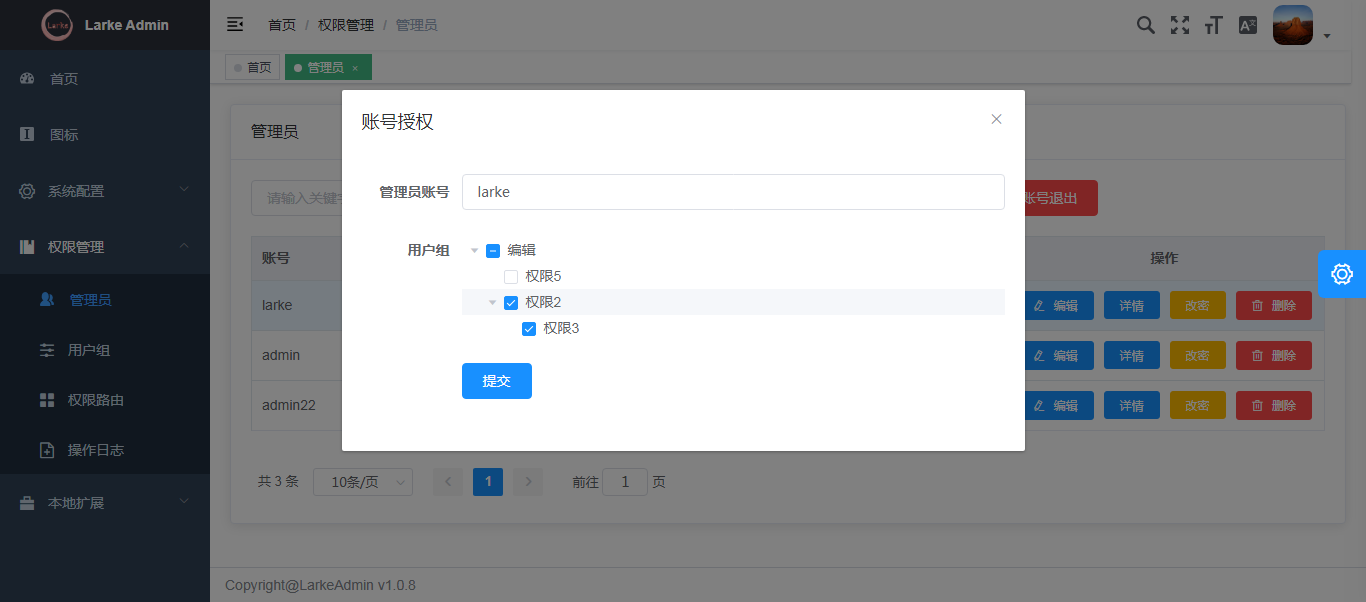 Larke
Larke Admin
首页 / 权限管理 / 管理员
首页
管理员 ×
首页
图标
系统配置
权限管理
管理员
用户组
权限路由
操作日志
本地扩展
管理员
请输入关键字
账号退出
账号
操作
larke
编辑 详情 改密 删除
admin
编辑 详情 改密 删除
admin22
编辑 详情 改密 删除
账号授权
管理员账号 larke
用户组 编辑
权限5
权限2
权限3
提交
共 3 条 10条/页 1 前往 1 页
Copyright@LarkeAdmin v1.0.8